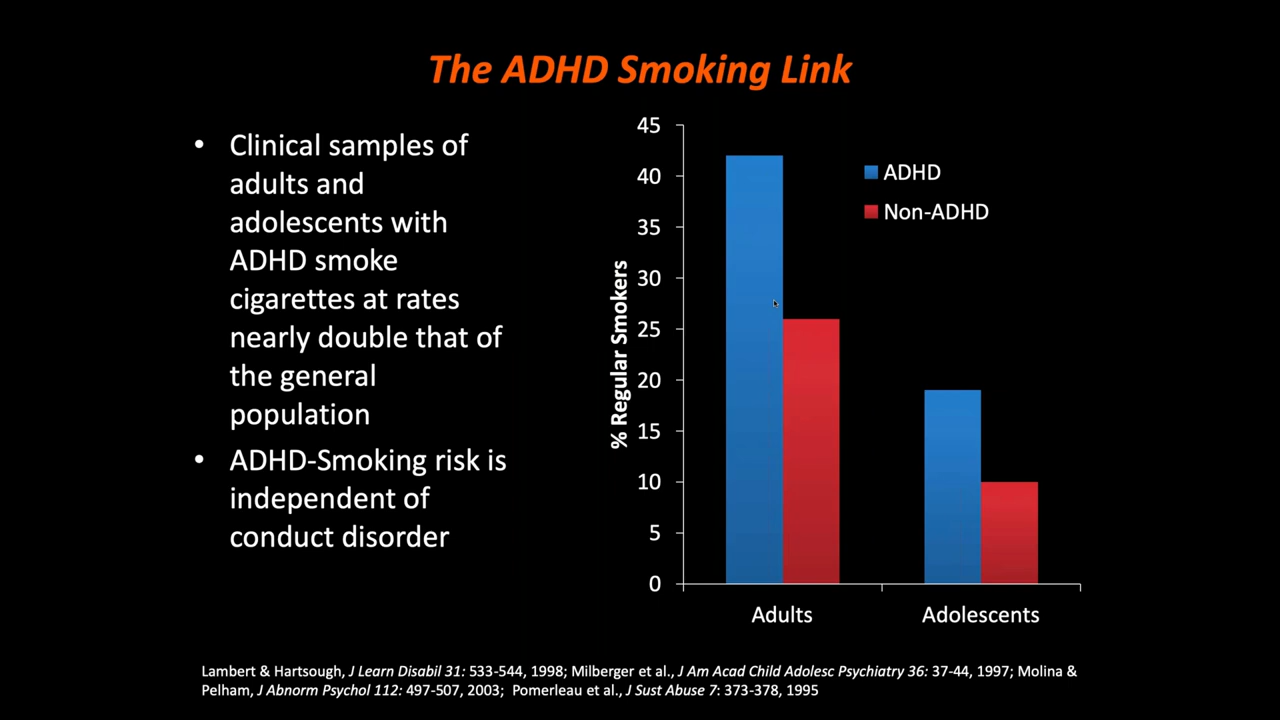 The ADHD Smoking Link
• Clinical samples of
adults and
adolescents with
ADHD smoke
cigarettes at rates
nearly double that of
the general
population
• ADHD-Smoking risk is
independent of
conduct disorder
% Regular Smokers
45
40
35
30
25
20
15
10
5
0
ADHD
Non-ADHD
Adults
Adolescents
Lambert & Hartsough, J Learn Disabil 31: 533-544, 1998; Milberger et al., J Am Acad Child Adolesc Psychiatry 36: 37-44, 1997; Molina &
Pelham, J Abnorm Psychol 112: 497-507, 2003; Pomerleau et al., J Sust Abuse 7: 373-378, 1995